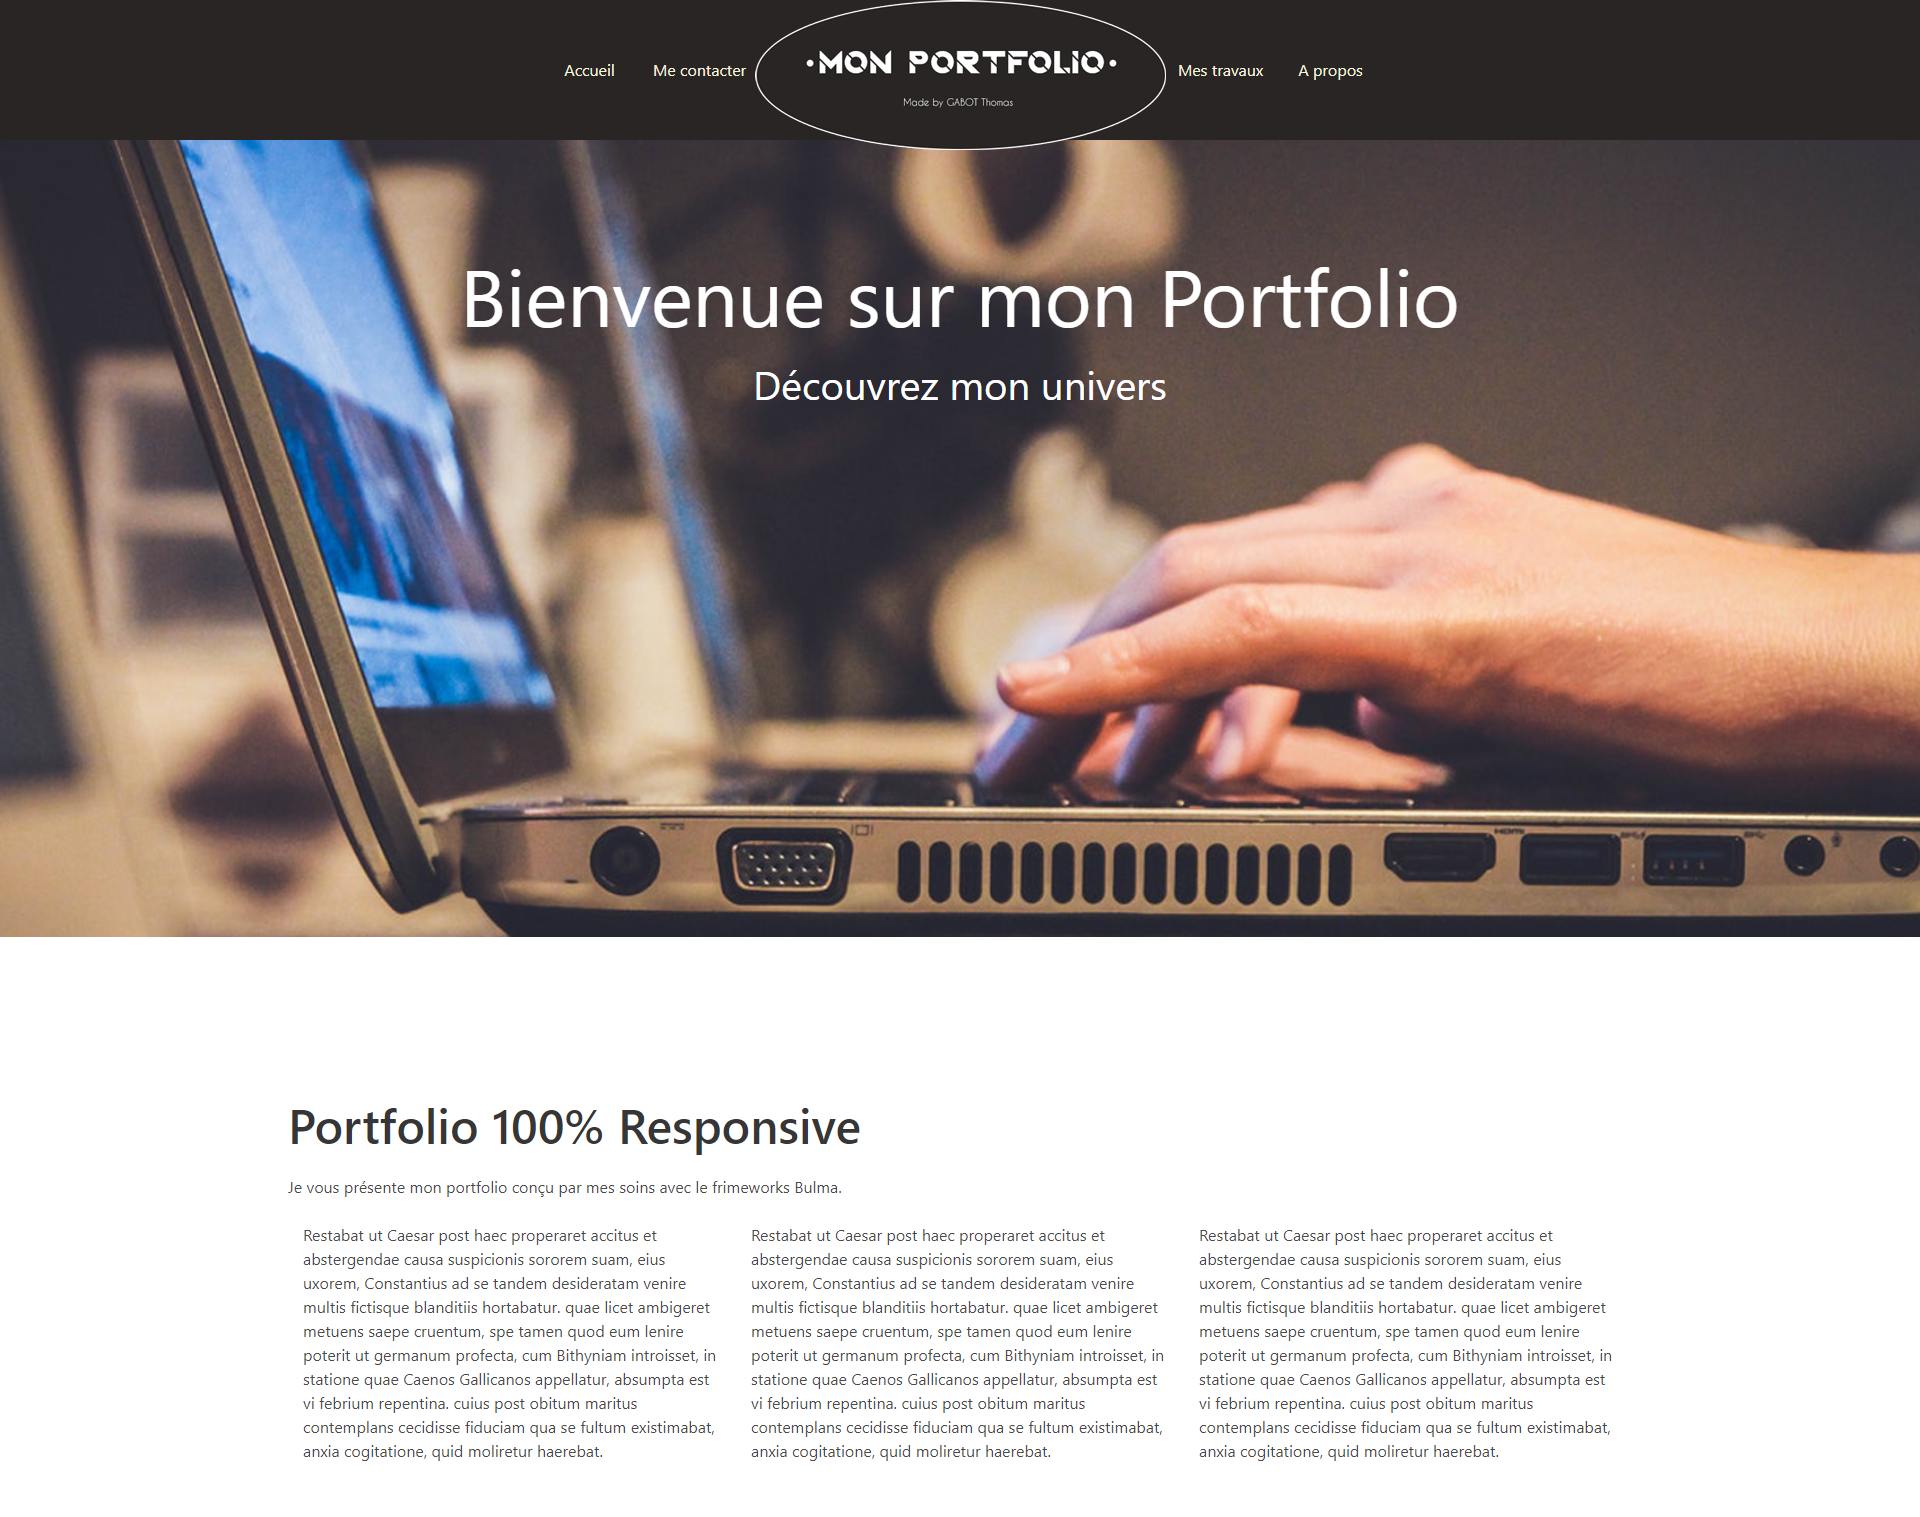 Accueil Me contacter ·MON PORTFOLIO· Mes travaux A propos
Made by GABOT Thomas
Bienvenue sur mon Portfolio
Découvrez mon univers
HDMI
Portfolio 100% Responsive
Je vous présente mon portfolio conçu par mes soins avec le frimeworks Bulma.
Restabat ut Caesar post haec properaret accitus et
abstergendae causa suspicionis sororem suam, eius
uxorem, Constantius ad se tandem desideratam venire
multis fictisque blanditiis hortabatur. quae licet ambigeret
metuens saepe cruentum, spe tamen quod eum lenire
poterit ut germanum profecta, cum Bithyniam introisset, in
statione quae Caenos Gallicanos appellatur, absumpta est
vi febrium repentina. cuius post obitum maritus
contemplans cecidisse fiduciam qua se fultum existimabat,
anxia cogitatione, quid moliretur haerebat.
Restabat ut Caesar post haec properaret accitus et
abstergendae causa suspicionis sororem suam, eius
uxorem, Constantius ad se tandem desideratam venire
multis fictisque blanditiis hortabatur. quae licet ambigeret
metuens saepe cruentum, spe tamen quod eum lenire
poterit ut germanum profecta, cum Bithyniam introisset, in
statione quae Caenos Gallicanos appellatur, absumpta est
vi febrium repentina. cuius post obitum maritus
contemplans cecidisse fiduciam qua se fultum existimabat,
anxia cogitatione, quid moliretur haerebat.
Restabat ut Caesar post haec properaret accitus et
abstergendae causa suspicionis sororem suam, eius
uxorem, Constantius ad se tandem desideratam venire
multis fictisque blanditiis hortabatur. quae licet ambigeret
metuens saepe cruentum, spe tamen quod eum lenire
poterit ut germanum profecta, cum Bithyniam introisset, in
statione quae Caenos Gallicanos appellatur, absumpta est
vi febrium repentina. cuius post obitum maritus
contemplans cecidisse fiduciam qua se fultum existimabat,
anxia cogitatione, quid moliretur haerebat.